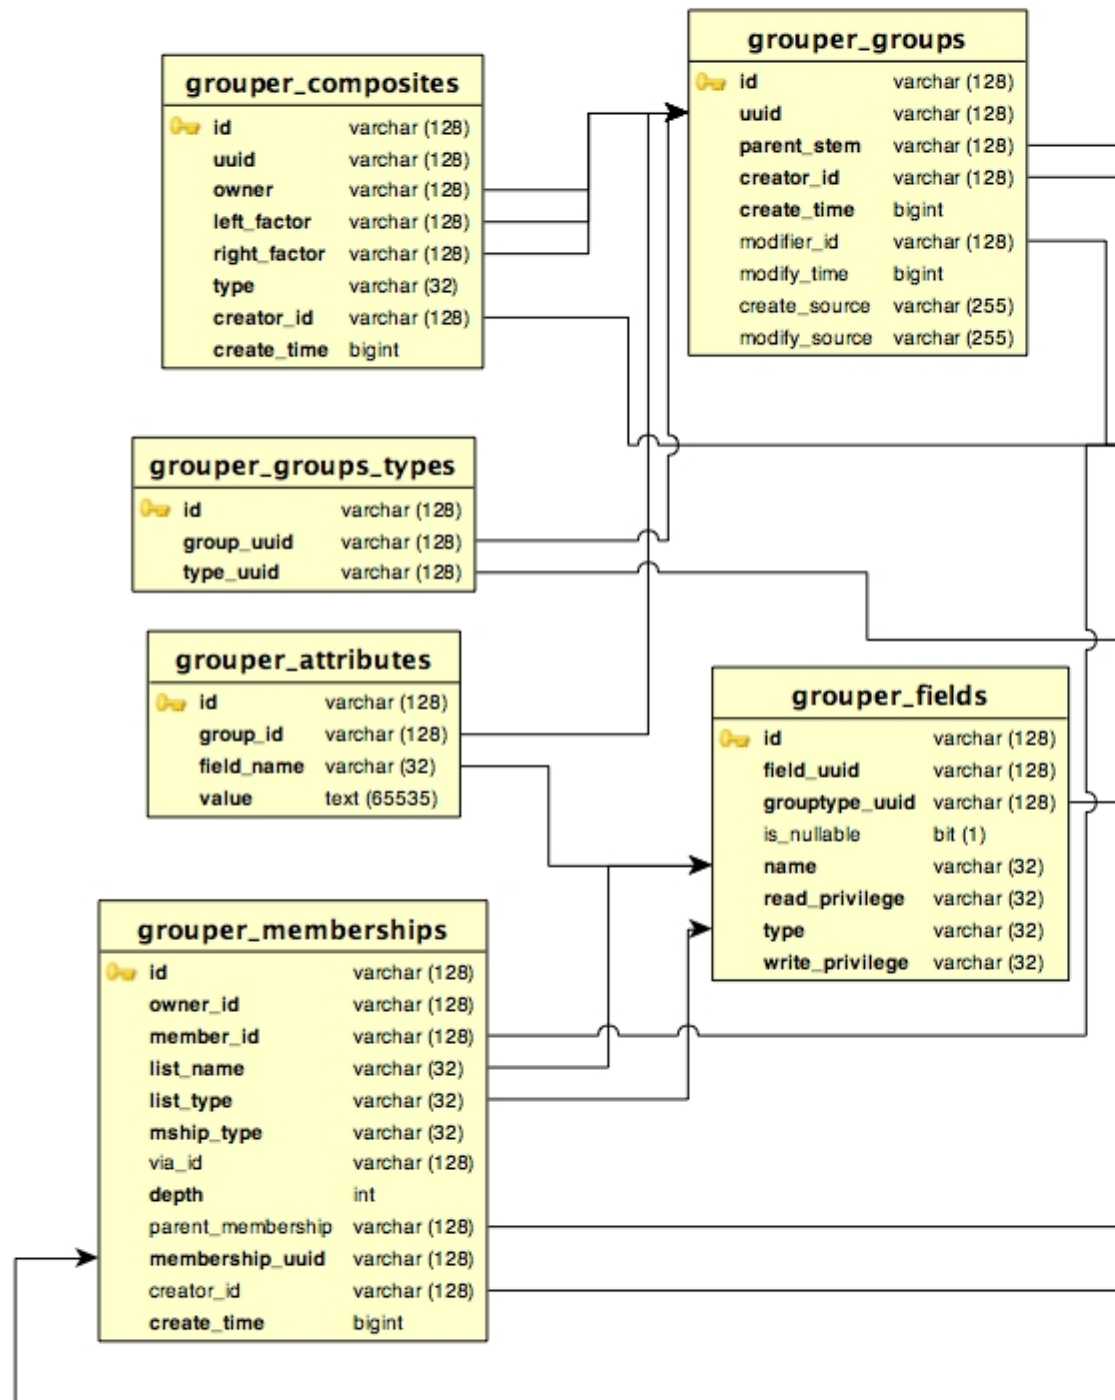 grouper_composites
id varchar (128)
uuid varchar (128)
owner varchar (128)
left_factor varchar (128)
right_factor varchar (128)
type varchar (32)
creator_id varchar (128)
create_time bigint
grouper_groups
id varchar (128)
uuid varchar (128)
parent_stem varchar (128)
creator_id varchar (128)
create_time bigint
modifier_id varchar (128)
modify_time bigint
create_source varchar (255)
modify_source varchar (255)
grouper_groups_types
id varchar (128)
group_uuid varchar (128)
type_uuid varchar (128)
grouper_attributes
id varchar (128)
group_id varchar (128)
field_name varchar (32)
value text (65535)
grouper_fields
id varchar (128)
field_uuid varchar (128)
grouptype_uuid varchar (128)
is_nullable bit (1)
name varchar (32)
read_privilege varchar (32)
type varchar (32)
write_privilege varchar (32)
grouper_memberships
id varchar (128)
owner_id varchar (128)
member_id varchar (128)
list_name varchar (32)
list_type varchar (32)
mship_type varchar (32)
via_id varchar (128)
depth int
parent_membership varchar (128)
membership_uuid varchar (128)
creator_id varchar (128)
create_time bigint